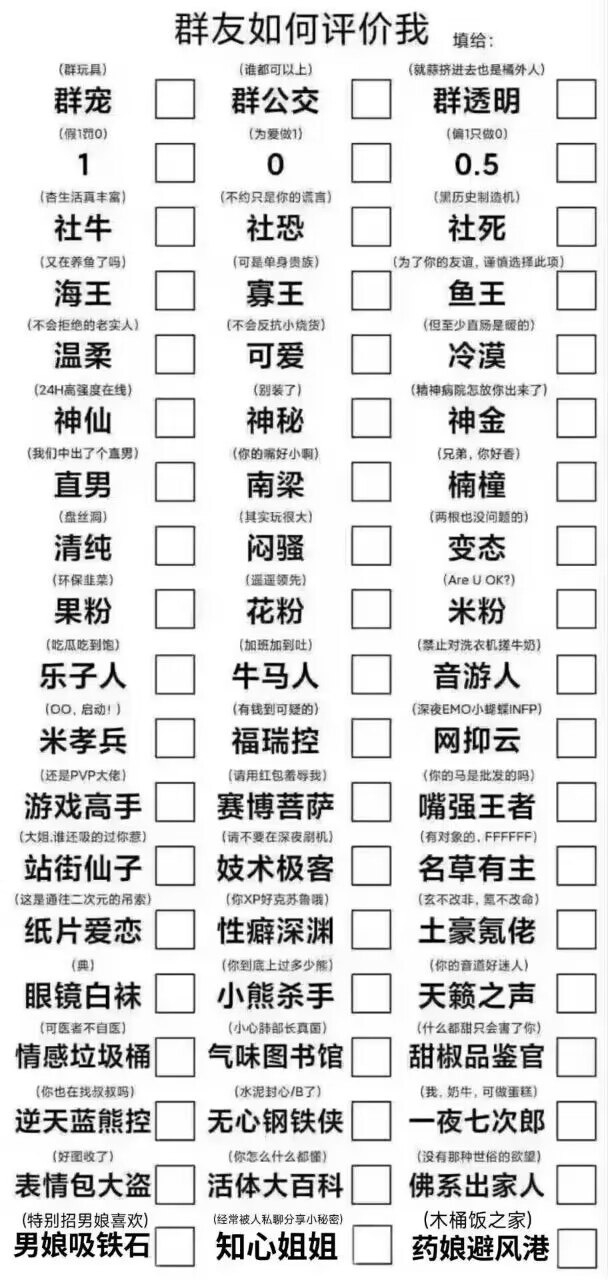 群友如何评价我 填给：
(群玩具) (谁都可以上) (就蒜挤进去也是橘外人)
群宠 群公交 群透明
(假1罚0) (为爱做1) (偏1只做0)
1 0 0.5
(杏生活真丰富) (不约只是你的谎言) (黑历史制造机)
社牛 社恐 社死
(又在养鱼了吗) (可是单身贵族) (为了你的友谊，谨慎选择此项)
海王 寡王 鱼王
(不会拒绝的老实人) (不会反抗小烧货) (但至少直肠是暖的)
温柔 可爱 冷漠
(24H高强度在线) (别装了) (精神病院怎放你出来了)
神仙 神秘 神金
(我们中出了个直男) (你的嘴好小啊) (兄弟，你好香)
直男 南梁 楠橦
(盘丝洞) (其实玩很大) (两根也没问题的)
清纯 闷骚 变态
(环保韭菜) (遥遥领先) (Are U OK?)
果粉 花粉 米粉
(吃瓜吃到饱) (加班加到吐) (禁止对洗衣机搓牛奶)
乐子人 牛马人 音游人
(OO，启动！) (有钱到可疑的) (深夜EMO小蝴蝶INFP)
米孝兵 福瑞控 网抑云
(还是PVP大佬) (请用红包羞辱我) (你的马是批发的吗)
游戏高手 赛博菩萨 嘴强王者
(大姐,谁还吸的过你惹) (请不要在深夜刷机) (有对象的，FFFFFF)
站街仙子 妓术极客 名草有主
(这是通往二次元的吊索) (你XP好克苏鲁哦) (玄不改非，氪不改命)
纸片爱恋 性癖深渊 土豪氪佬
(典) (你到底上过多少熊) (你的音道好迷人)
眼镜白袜 小熊杀手 天籁之声
(可医者不自医) (小心肺部长真菌) (什么都甜只会害了你)
情感垃圾桶 气味图书馆 甜椒品鉴官
(你也在找叔叔吗) (水泥封心/B了) (我，奶牛，可做蛋糕)
逆天蓝熊控 无心钢铁侠 一夜七次郎
(好图收了) (你怎么什么都懂) (没有那种世俗的欲望)
表情包大盗 活体大百科 佛系出家人
(特别招男娘喜欢) (经常被人私聊分享小秘密) (木桶饭之家)
男娘吸铁石 知心姐姐 药娘避风港